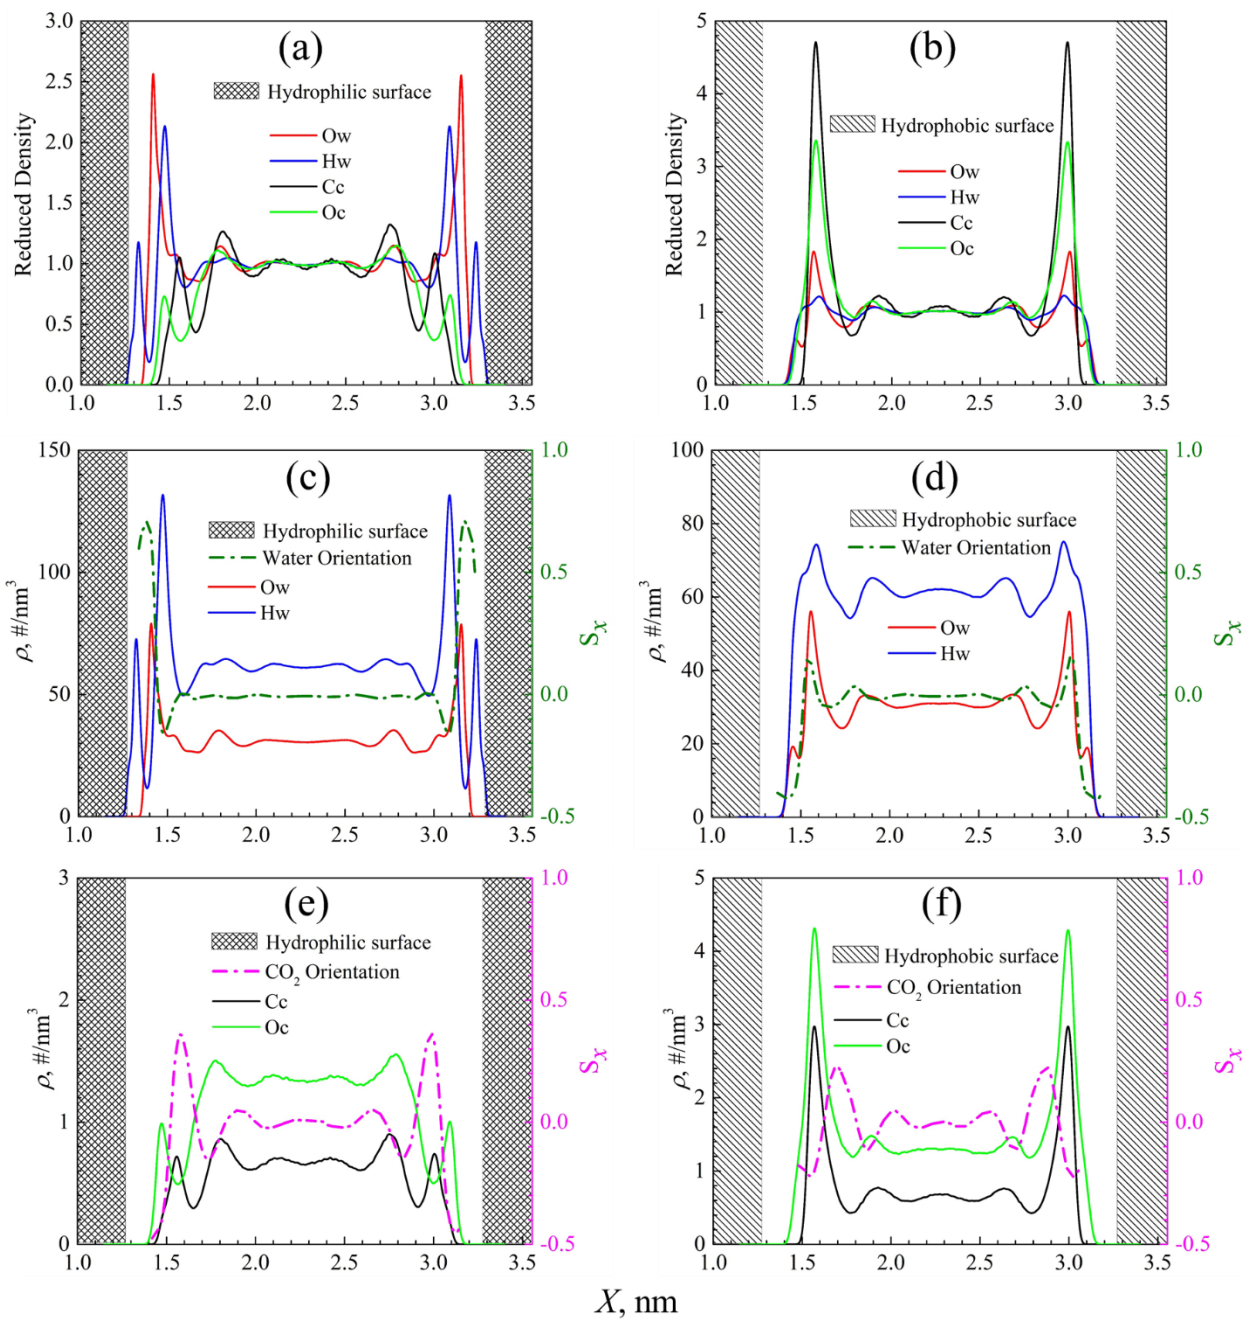 (a)
Hydrophilic surface
Ow
Hw
Cc
Oc
Reduced Density
3.0
2.5
2.0
1.5
1.0
0.5
0.0
1.0 1.5 2.0 2.5 3.0 3.5
(b)
Hydrophobic surface
Ow
Hw
Cc
Oc
Reduced Density
5
4
3
2
1
0
1.0 1.5 2.0 2.5 3.0 3.5
(c)
Hydrophilic surface
Water Orientation
Ow
Hw
ρ, #/nm³
150
100
50
0
1.0
0.5
0.0
-0.5
Sx
1.0 1.5 2.0 2.5 3.0 3.5
(d)
Hydrophobic surface
Water Orientation
Ow
Hw
ρ, #/nm³
100
80
60
40
20
0
1.0
0.5
0.0
-0.5
Sx
1.0 1.5 2.0 2.5 3.0 3.5
(e)
Hydrophilic surface
CO₂ Orientation
Cc
Oc
ρ, #/nm³
3
2
1
0
1.0
0.5
0.0
-0.5
Sx
1.0 1.5 2.0 2.5 3.0 3.5
(f)
Hydrophobic surface
CO₂ Orientation
Cc
Oc
ρ, #/nm³
5
4
3
2
1
0
1.0
0.5
0.0
-0.5
Sx
1.0 1.5 2.0 2.5 3.0 3.5
X, nm